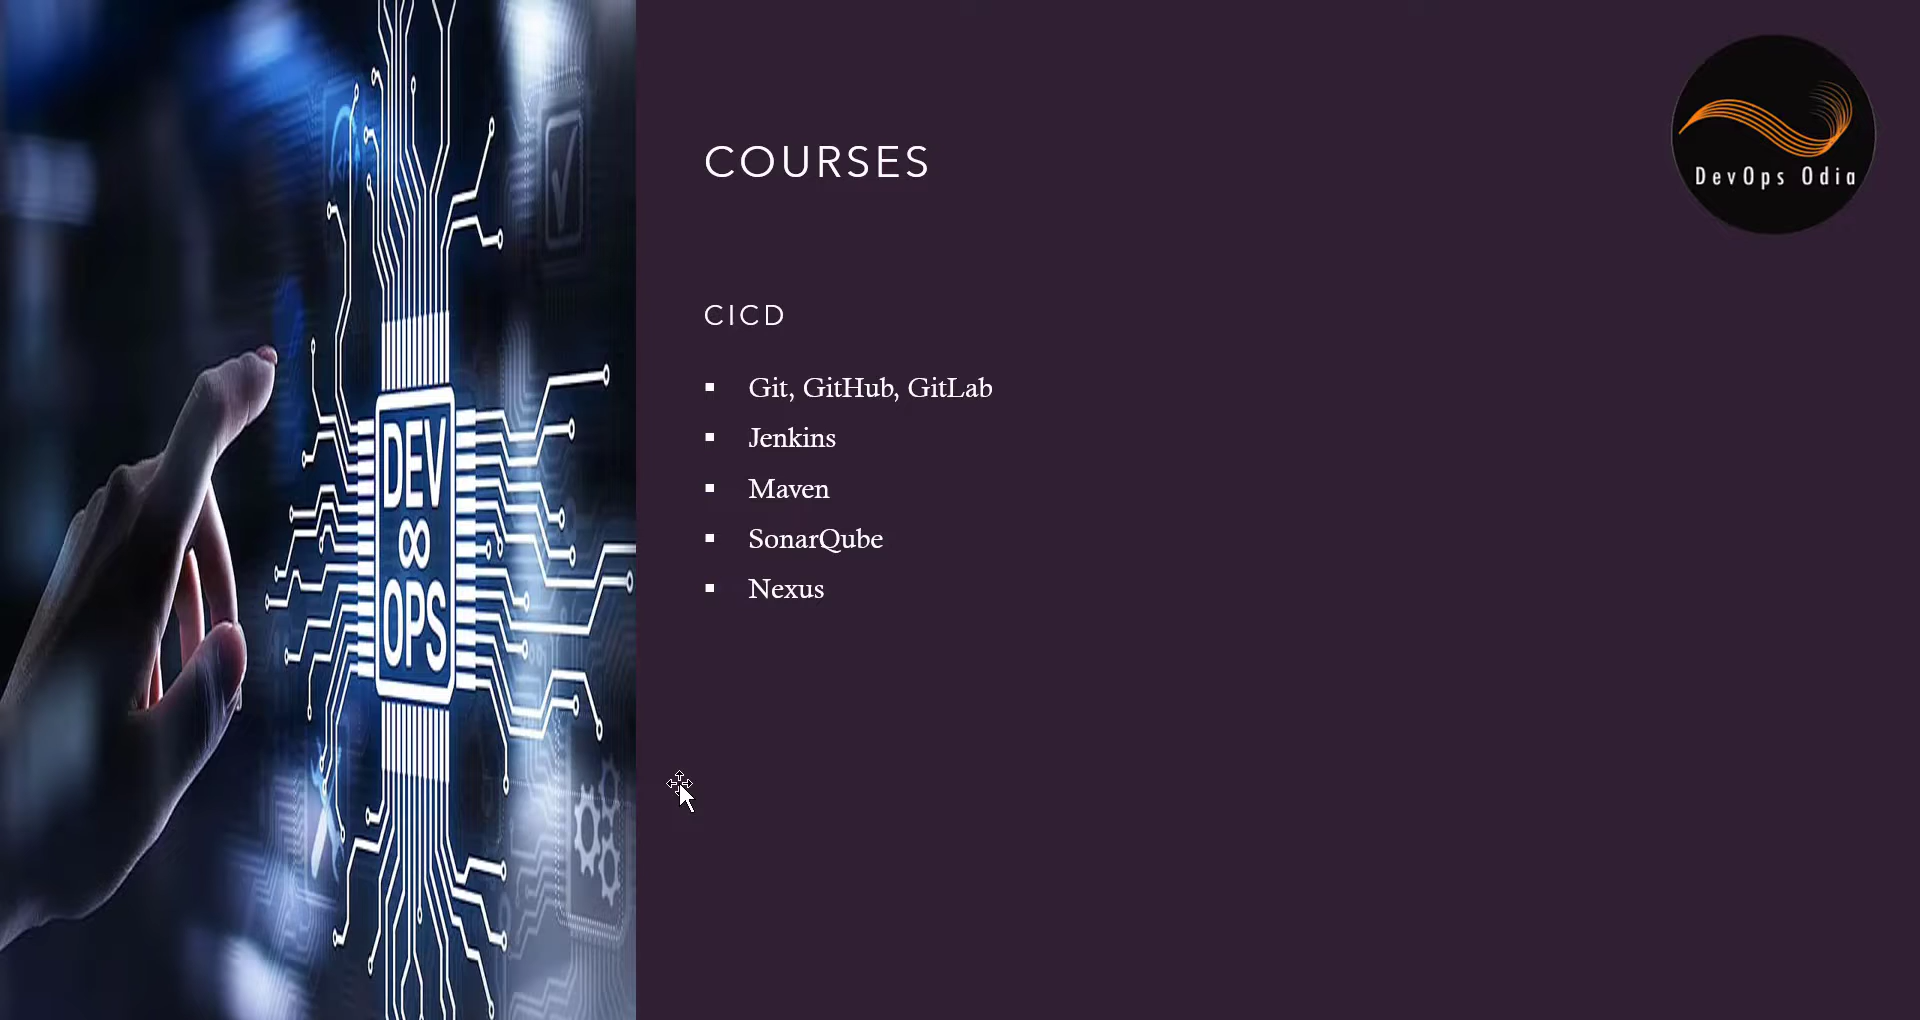 DEV
OPS
COURSES
DevOps Odia
CICD
Git, GitHub, GitLab
Jenkins
Maven
SonarQube
Nexus